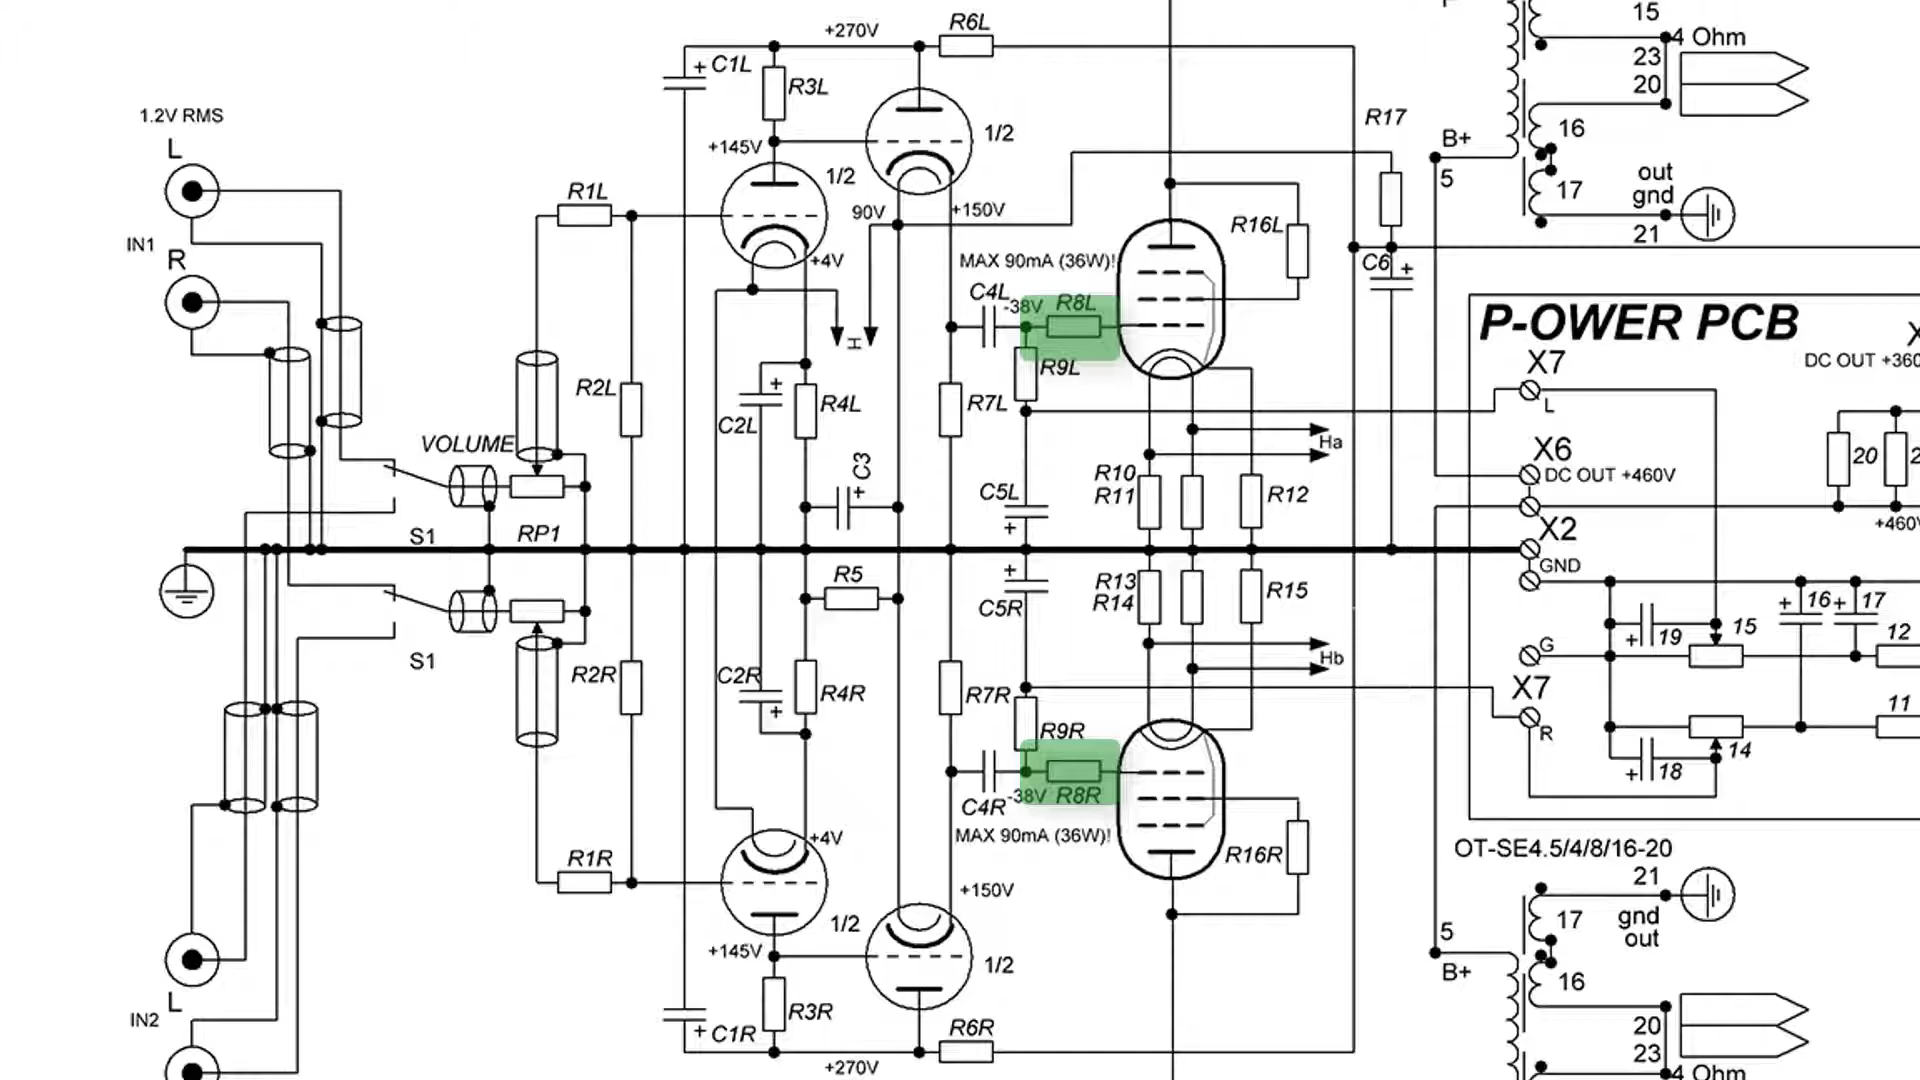 +270V
R6L
15
4 Ohm
C1L
R3L
23
20
1.2V RMS
L
+145V
1/2
R17
16
B+
5
R1L
1/2
90V
+150V
R16L
out
gnd
17
21
IN1
R
+4V
MAX 90mA (36W)!
C6
C4L
-38V
R8L
P-OWER PCB
H
R9L
X7
L
DC OUT +360
R2L
C2L
R4L
R7L
VOLUME
Ha
X6
DC OUT +460V
20
C3
C5L
R10
R11
R12
+460V
S1
RP1
X2
GND
R5
C5R
R13
R14
R15
16
17
19
15
12
G
S1
R2R
C2R
R4R
R7R
Hb
X7
R
11
14
18
R9R
C4R
-38V
R8R
MAX 90mA (36W)!
+4V
R1R
R16R
OT-SE4.5/4/8/16-20
21
+150V
1/2
17
gnd
out
5
B+
+145V
1/2
16
L
IN2
R3R
C1R
R6R
20
23
+270V
4 Ohm